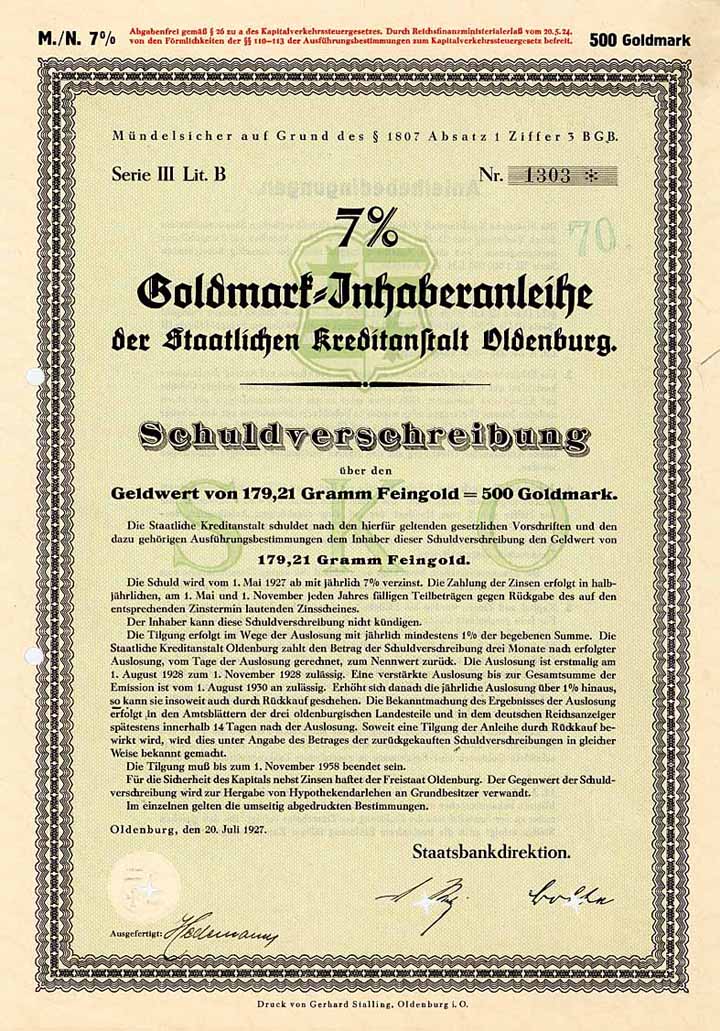 M./N. 7%
Abgabenfrei gemäß § 26 zu a des Kapitalverkehrssteuergesetzes. Durch Reichsfinanzministerialerlaß vom 20.5.24.
von den Förmlichkeiten der §§ 110–113 der Ausführungsbestimmungen zum Kapitalverkehrssteuergesetz befreit.
500 Goldmark
Mündelsicher auf Grund des § 1807 Absatz 1 Ziffer 3 BGB.
Serie III Lit. B
Nr. 1303 *
70
7%
Goldmark-Inhaberanleihe
der Staatlichen Kreditanstalt Oldenburg.
Schuldverschreibung
über den
Geldwert von 179,21 Gramm Feingold = 500 Goldmark.
SKO
Die Staatliche Kreditanstalt schuldet nach den hierfür geltenden gesetzlichen Vorschriften und den
dazu gehörigen Ausführungsbestimmungen dem Inhaber dieser Schuldverschreibung den Geldwert von
179,21 Gramm Feingold.
Die Schuld wird vom 1. Mai 1927 ab mit jährlich 7% verzinst. Die Zahlung der Zinsen erfolgt in halb-
jährlichen, am 1. Mai und 1. November jeden Jahres fälligen Teilbeträgen gegen Rückgabe des auf den
entsprechenden Zinstermin lautenden Zinsscheines.
Der Inhaber kann diese Schuldverschreibung nicht kündigen.
Die Tilgung erfolgt im Wege der Auslosung mit jährlich mindestens 1% der begebenen Summe. Die
Staatliche Kreditanstalt Oldenburg zahlt den Betrag der Schuldverschreibung drei Monate nach erfolgter
Auslosung, vom Tage der Auslosung gerechnet, zum Nennwert zurück. Die Auslosung ist erstmalig am
1. August 1928 zum 1. November 1928 zulässig. Eine verstärkte Auslosung bis zur Gesamtsumme der
Emission ist vom 1. August 1930 an zulässig. Erhöht sich danach die jährliche Auslosung über 1% hinaus,
so kann sie insoweit auch durch Rückkauf geschehen. Die Bekanntmachung des Ergebnisses der Auslosung
erfolgt in den Amtsblättern der drei oldenburgischen Landesteile und in dem deutschen Reichsanzeiger
spätestens innerhalb 14 Tagen nach der Auslosung. Soweit eine Tilgung der Anleihe durch Rückkauf be-
wirkt wird, wird dies unter Angabe des Betrages der zurückgekauften Schuldverschreibungen in gleicher
Weise bekannt gemacht.
Die Tilgung muß bis zum 1. November 1958 beendet sein.
Für die Sicherheit des Kapitals nebst Zinsen haftet der Freistaat Oldenburg. Der Gegenwert der Schuld-
verschreibung wird zur Hergabe von Hypothekendarlehen an Grundbesitzer verwandt.
Im einzelnen gelten die umseitig abgedruckten Bestimmungen.
Oldenburg, den 20. Juli 1927.
Staatsbankdirektion.
Ausgefertigt:
Druck von Gerhard Stalling, Oldenburg i. O.